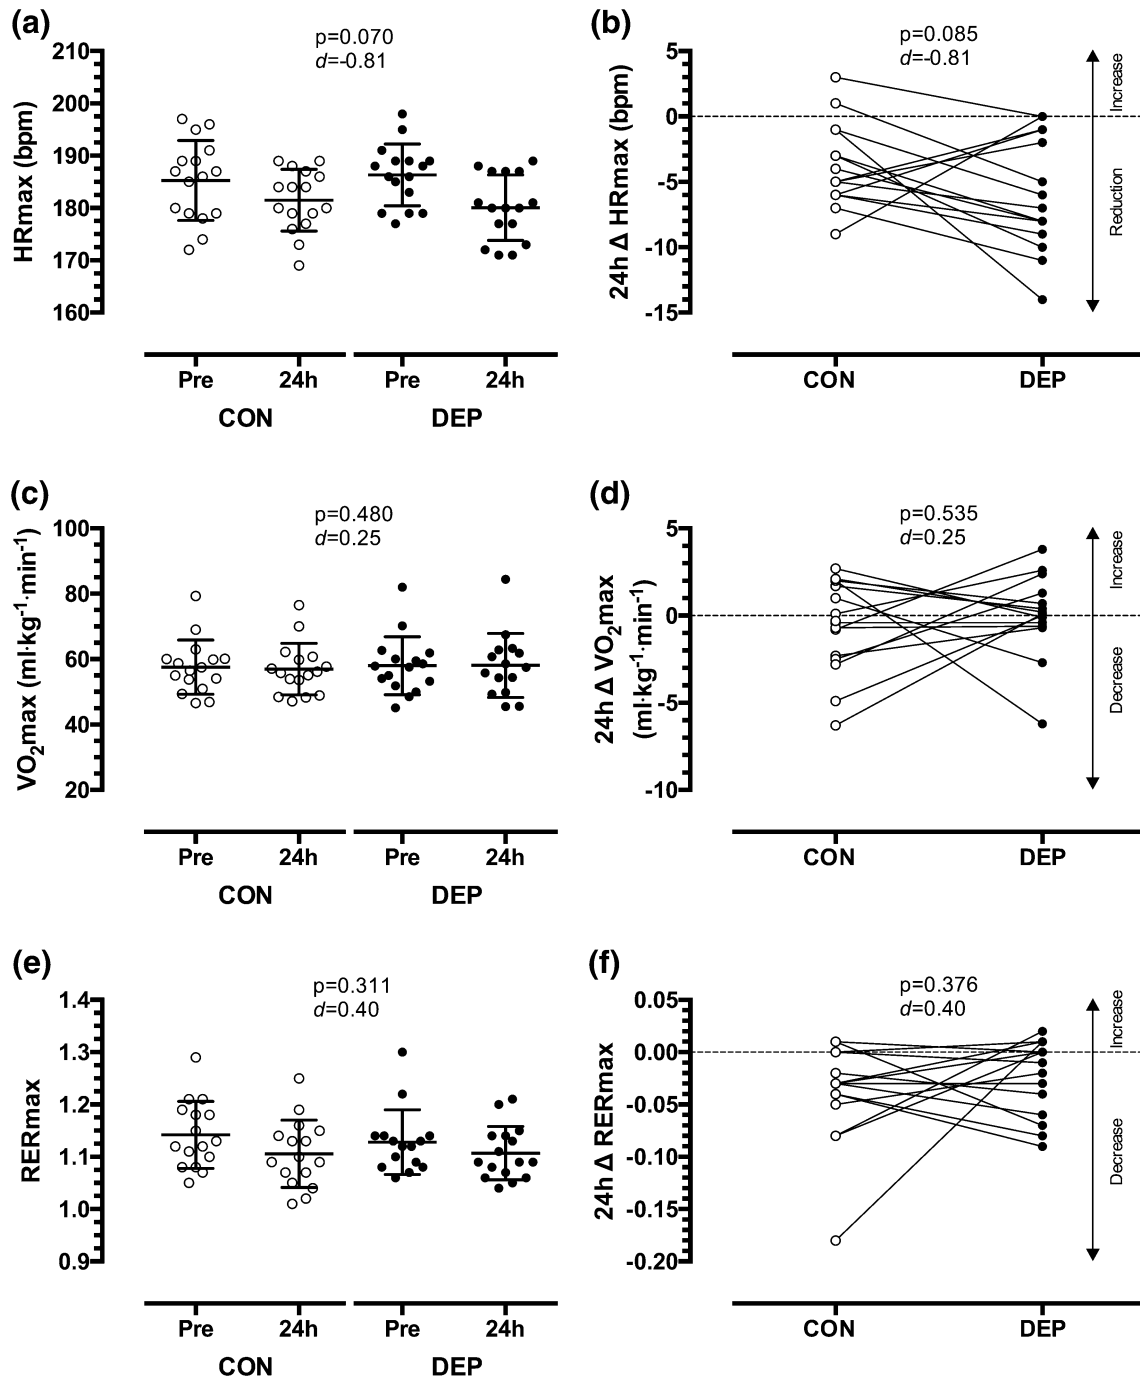 (a)
p=0.070
d=-0.81
HRmax (bpm)
210
200
190
180
170
160
Pre
24h
Pre
24h
CON
DEP
(b)
p=0.085
d=-0.81
24h Δ HRmax (bpm)
5
0
-5
-10
-15
Increase
Reduction
CON
DEP
(c)
p=0.480
d=0.25
VO₂max (ml·kg⁻¹·min⁻¹)
100
80
60
40
20
Pre
24h
Pre
24h
CON
DEP
(d)
p=0.535
d=0.25
24h Δ VO₂max
(ml·kg⁻¹·min⁻¹)
5
0
-5
-10
Increase
Decrease
CON
DEP
(e)
p=0.311
d=0.40
RERmax
1.4
1.3
1.2
1.1
1.0
0.9
Pre
24h
Pre
24h
CON
DEP
(f)
p=0.376
d=0.40
24h Δ RERmax
0.05
0.00
-0.05
-0.10
-0.15
-0.20
Increase
Decrease
CON
DEP